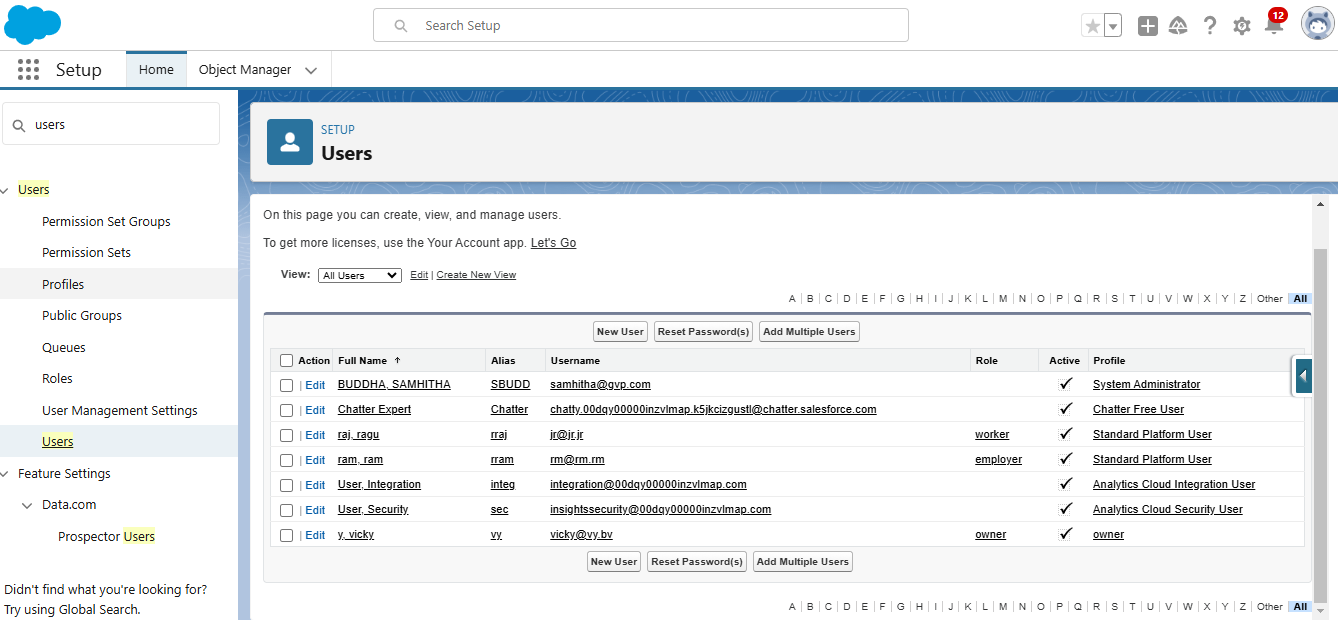 Search Setup
12
Setup Home Object Manager
users
SETUP
Users
Users
Permission Set Groups
Permission Sets
Profiles
Public Groups
Queues
Roles
User Management Settings
Users
Feature Settings
Data.com
Prospector Users
Didn't find what you're looking for?
Try using Global Search.
On this page you can create, view, and manage users.
To get more licenses, use the Your Account app. Let's Go
View: All Users Edit | Create New View
A | B | C | D | E | F | G | H | I | J | K | L | M | N | O | P | Q | R | S | T | U | V | W | X | Y | Z | Other | All
New User Reset Password(s) Add Multiple Users
Action Full Name ↑ Alias Username Role Active Profile
| Edit BUDDHA, SAMHITHA SBUDD samhitha@gvp.com ✓ System Administrator
| Edit Chatter Expert Chatter chatty.00dqy00000inzvlmap.k5jkcizgustl@chatter.salesforce.com ✓ Chatter Free User
| Edit raj, ragu rraj jr@jr.jr worker ✓ Standard Platform User
| Edit ram, ram rram rm@rm.rm employer ✓ Standard Platform User
| Edit User, Integration integ integration@00dqy00000inzvlmap.com ✓ Analytics Cloud Integration User
| Edit User, Security sec insightssecurity@00dqy00000inzvlmap.com ✓ Analytics Cloud Security User
| Edit y, vicky vy vicky@vy.bv owner ✓ owner
New User Reset Password(s) Add Multiple Users
A | B | C | D | E | F | G | H | I | J | K | L | M | N | O | P | Q | R | S | T | U | V | W | X | Y | Z | Other | All